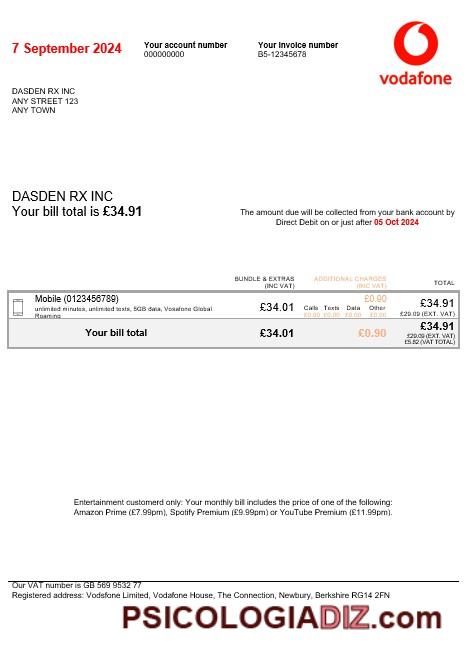 7 September 2024
Your account number
000000000
Your invoice number
B5-12345678
vodafone
DASDEN RX INC
ANY STREET 123
ANY TOWN
DASDEN RX INC
Your bill total is £34.91
The amount due will be collected from your bank account by
Direct Debit on or just after 05 Oct 2024
BUNDLE & EXTRAS
(INC VAT)
ADDITIONAL CHARGES
(INC VAT)
TOTAL
Mobile (0123456789)
unlimited minutes, unlimited texts, 5GB data, Vosafone Global
Roaming
£34.01
£0.90
Calls Texts Data Other
£0.00 £0.00 £0.00 £0.00
£34.91
£29.09 (EXT. VAT)
Your bill total
£34.01
£0.90
£34.91
£29.09 (EXT. VAT)
£5.82 (VAT TOTAL)
Entertainment customerd only: Your monthly bill includes the price of one of the following:
Amazon Prime (£7.99pm), Spotify Premium (£9.99pm) or YouTube Premium (£11.99pm).
Our VAT number is GB 569 9532 77
Registered address: Vodsfone Limited, Vodafone House, The Connection, Newbury, Berkshire RG14 2FN
PSICOLOGIADIZ.com